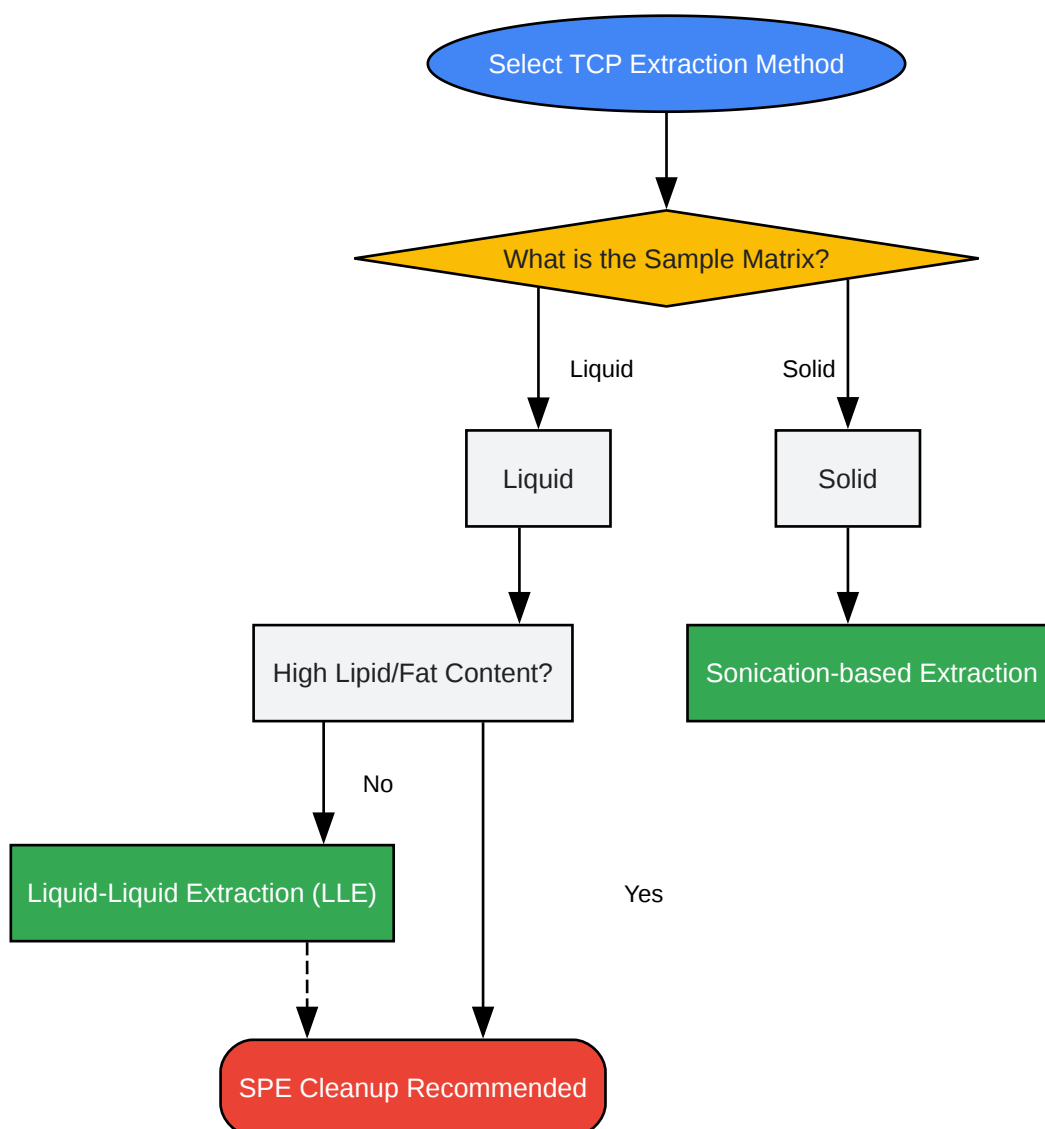 Select TCP Extraction Method
What is the Sample Matrix?
Liquid
Solid
Liquid
Solid
High Lipid/Fat Content?
Sonication-based Extraction
No
Liquid-Liquid Extraction (LLE)
Yes
SPE Cleanup Recommended